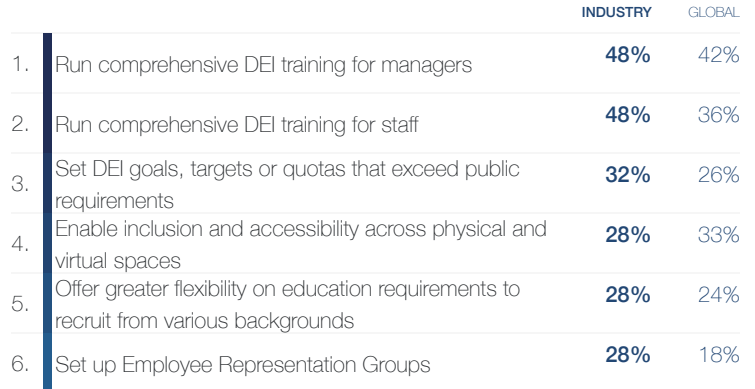 INDUSTRY GLOBAL
1. Run comprehensive DEI training for managers 48% 42%
2. Run comprehensive DEI training for staff 48% 36%
3. Set DEI goals, targets or quotas that exceed public
requirements 32% 26%
4. Enable inclusion and accessibility across physical and
virtual spaces 28% 33%
5. Offer greater flexibility on education requirements to
recruit from various backgrounds 28% 24%
6. Set up Employee Representation Groups 28% 18%